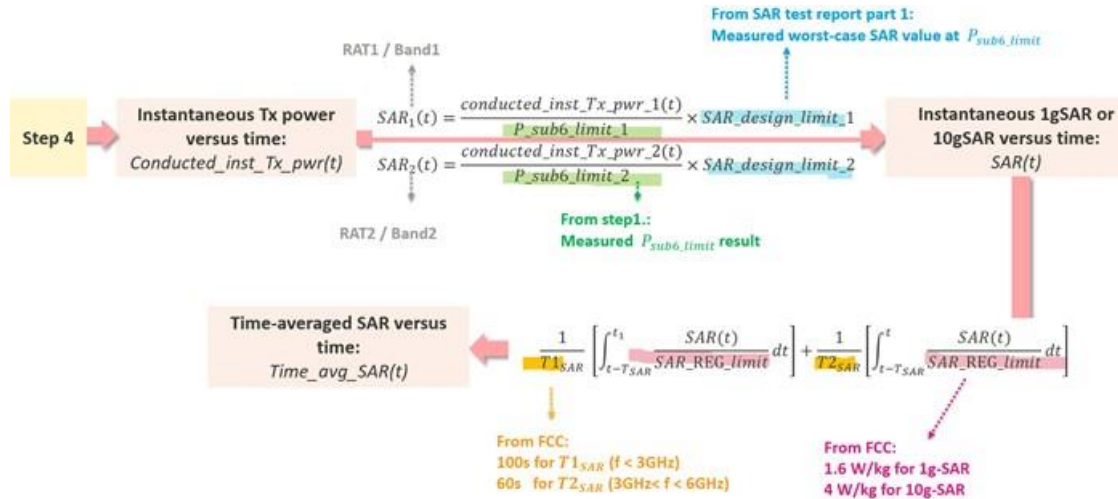 From SAR test report part 1:
Measured worst-case SAR value at P_sub6_limit
RAT1 / Band1
Step 4
Instantaneous Tx power
versus time:
Conducted_inst_Tx_pwr(t)
SAR₁(t) = conducted_inst_Tx_pwr_1(t) / P_sub6_limit_1 × SAR_design_limit_1
SAR₂(t) = conducted_inst_Tx_pwr_2(t) / P_sub6_limit_2 × SAR_design_limit_2
Instantaneous 1gSAR or
10gSAR versus time:
SAR(t)
RAT2 / Band2
From step1.:
Measured P_sub6_limit result
Time-averaged SAR versus
time:
Time_avg_SAR(t)
1/T1_SAR [∫_{t−T_SAR}^{t₁} SAR(t)/SAR_REG_limit dt] + 1/T2_SAR [∫_{t−T_SAR}^{t} SAR(t)/SAR_REG_limit dt]
From FCC:
100s for T1_SAR (f < 3GHz)
60s for T2_SAR (3GHz< f < 6GHz)
From FCC:
1.6 W/kg for 1g-SAR
4 W/kg for 10g-SAR